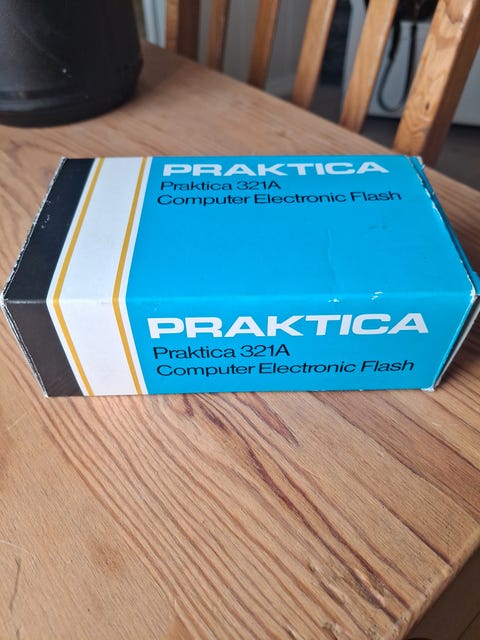 PRAKTICA
Praktica 321A
Computer Electronic Flash
PRAKTICA
Praktica 321A
Computer Electronic Flash